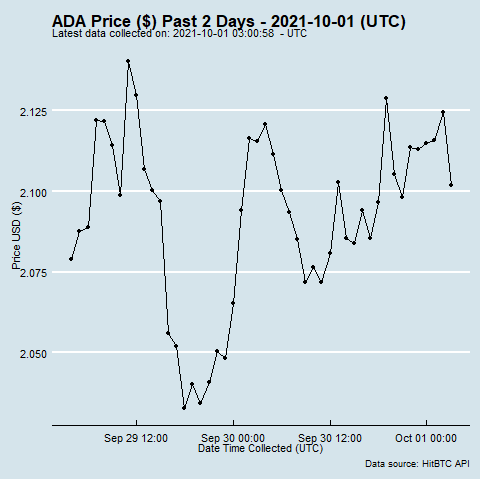 ADA Price ($) Past 2 Days - 2021-10-01 (UTC)
Latest data collected on: 2021-10-01 03:00:58  - UTC
2.125
2.100
2.075
2.050
Price USD ($)
Sep 29 12:00 Sep 30 00:00 Sep 30 12:00 Oct 01 00:00
Date Time Collected (UTC)
Data source: HitBTC API